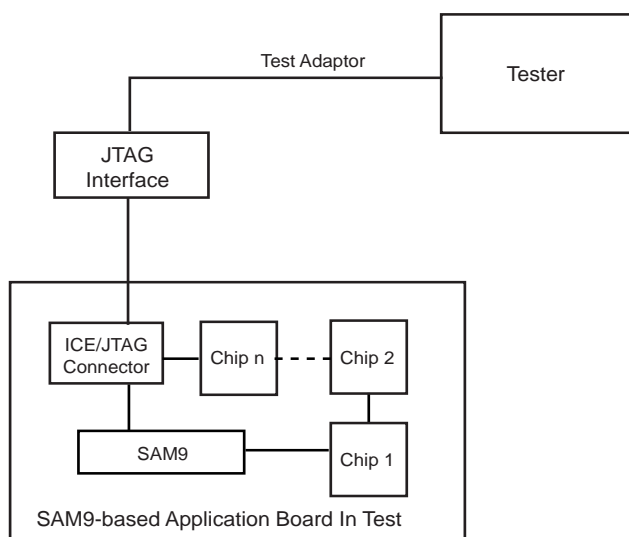 Test Adaptor
Tester
JTAG
Interface
ICE/JTAG
Connector
Chip n
Chip 2
SAM9
Chip 1
SAM9-based Application Board In Test